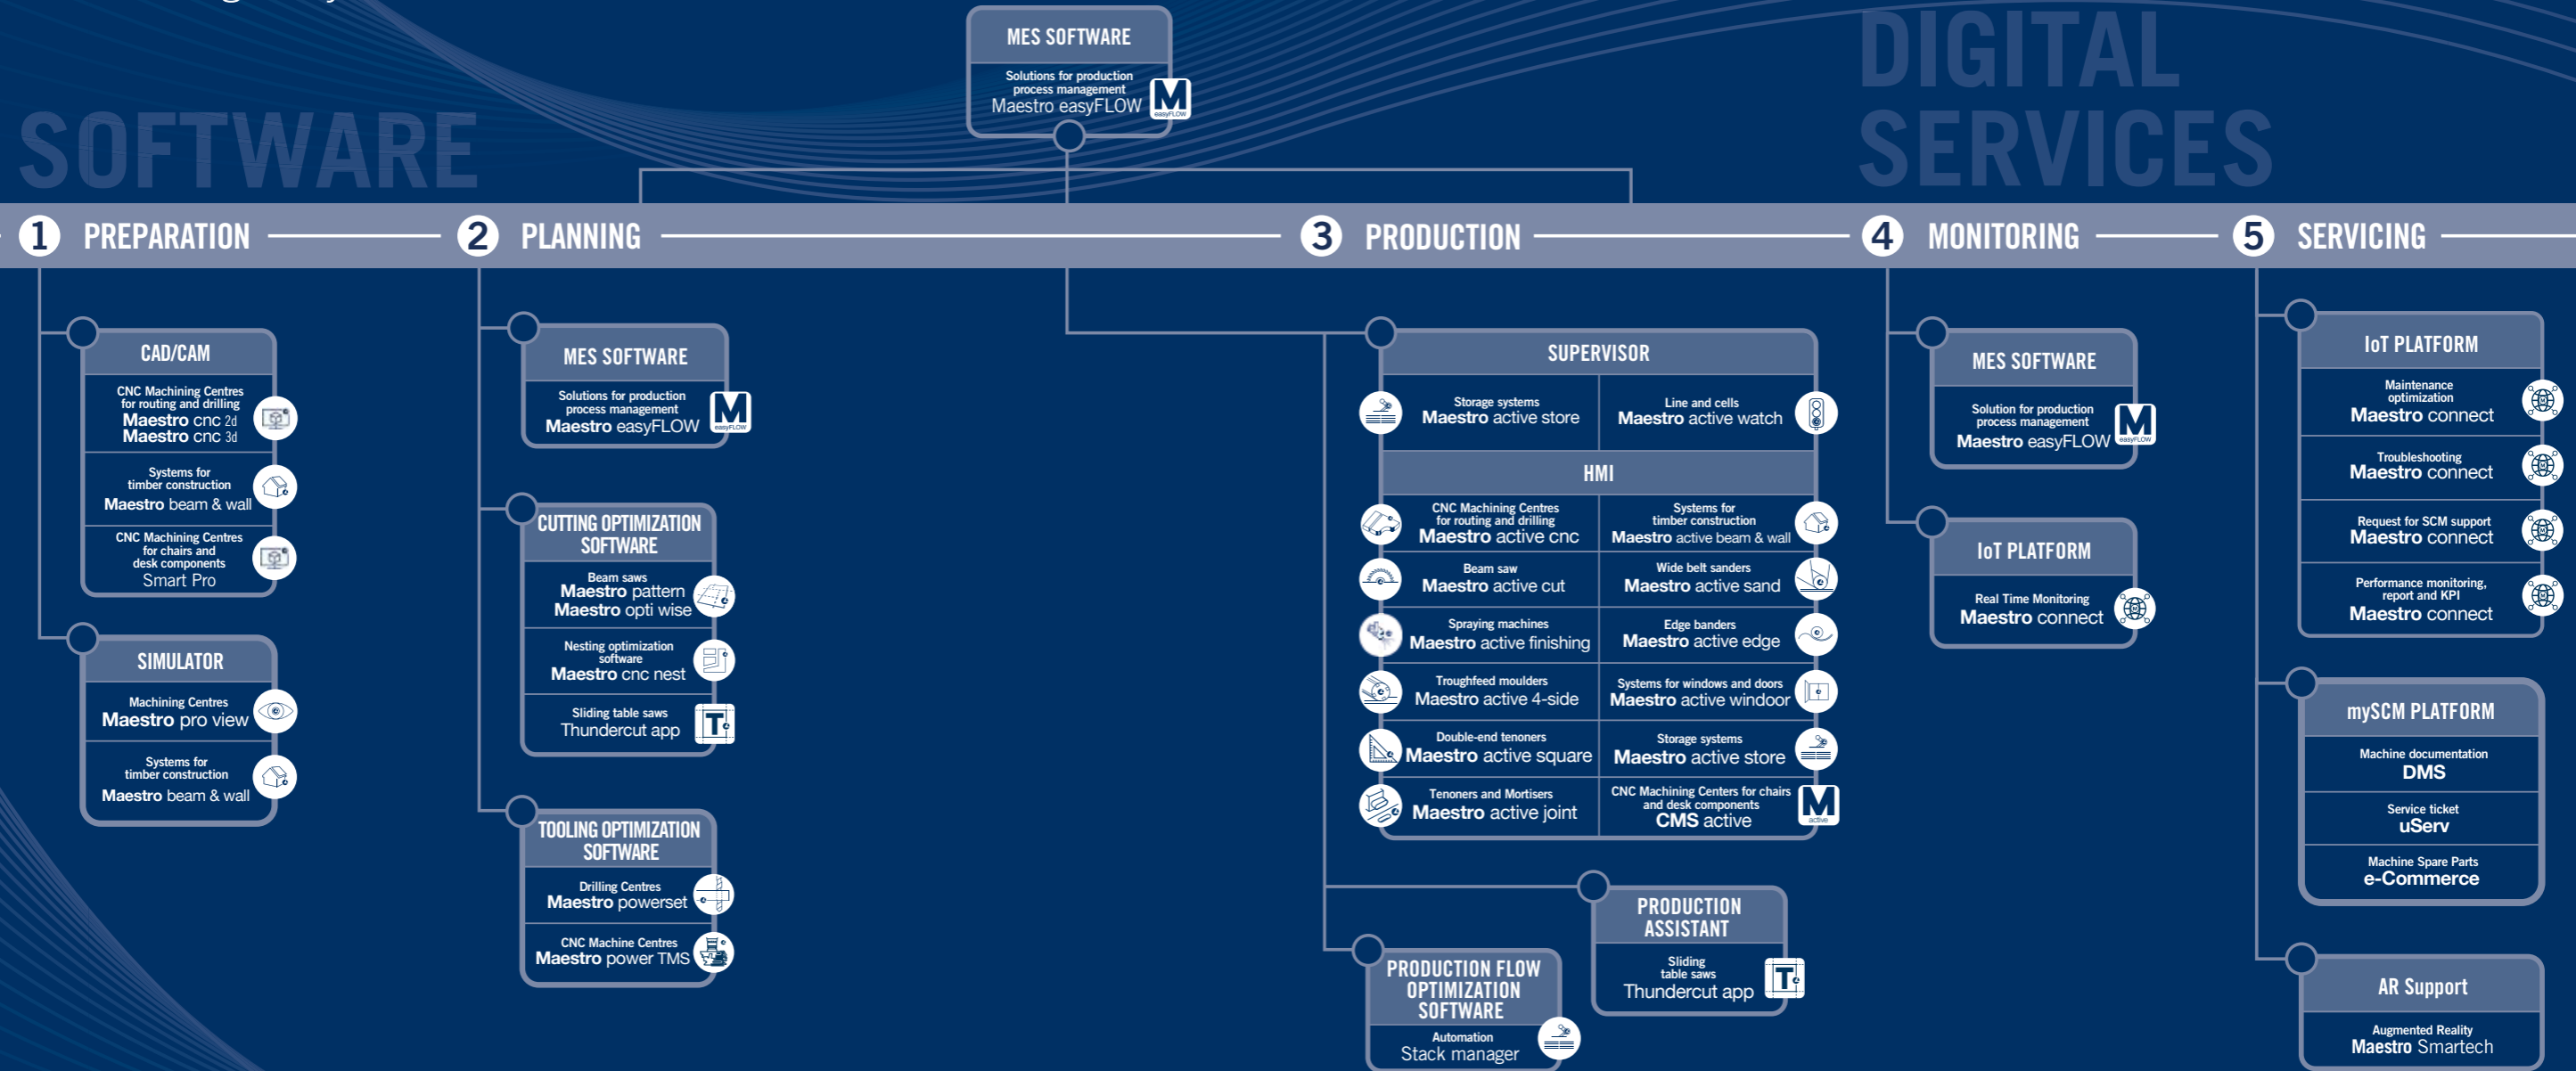 MES SOFTWARE
Solutions for production
process management
Maestro easyFLOW
M
easyFLOW
SOFTWARE
DIGITAL
SERVICES
1 PREPARATION
2 PLANNING
3 PRODUCTION
4 MONITORING
5 SERVICING
CAD/CAM
CNC Machining Centres
for routing and drilling
Maestro cnc 2d
Maestro cnc 3d
Systems for
timber construction
Maestro beam & wall
CNC Machining Centres
for chairs and
desk components
Smart Pro
SIMULATOR
Machining Centres
Maestro pro view
Systems for
timber construction
Maestro beam & wall
MES SOFTWARE
Solutions for production
process management
Maestro easyFLOW
M
easyFLOW
CUTTING OPTIMIZATION
SOFTWARE
Beam saws
Maestro pattern
Maestro opti wise
Nesting optimization
software
Maestro cnc nest
Sliding table saws
Thundercut app
T
TOOLING OPTIMIZATION
SOFTWARE
Drilling Centres
Maestro powerset
CNC Machine Centres
Maestro power TMS
SUPERVISOR
Storage systems
Maestro active store
Line and cells
Maestro active watch
HMI
CNC Machining Centres
for routing and drilling
Maestro active cnc
Systems for
timber construction
Maestro active beam & wall
Beam saw
Maestro active cut
Wide belt sanders
Maestro active sand
Spraying machines
Maestro active finishing
Edge banders
Maestro active edge
Troughfeed moulders
Maestro active 4-side
Systems for windows and doors
Maestro active windoor
Double-end tenoners
Maestro active square
Storage systems
Maestro active store
Tenoners and Mortisers
Maestro active joint
CNC Machining Centers for chairs
and desk components
CMS active
M
active
PRODUCTION
ASSISTANT
Sliding
table saws
Thundercut app
T
PRODUCTION FLOW
OPTIMIZATION
SOFTWARE
Automation
Stack manager
MES SOFTWARE
Solution for production
process management
Maestro easyFLOW
M
easyFLOW
IoT PLATFORM
Real Time Monitoring
Maestro connect
M
IoT PLATFORM
Maintenance
optimization
Maestro connect
M
Troubleshooting
Maestro connect
M
Request for SCM support
Maestro connect
M
Performance monitoring,
report and KPI
Maestro connect
M
mySCM PLATFORM
Machine documentation
DMS
Service ticket
uServ
Machine Spare Parts
e-Commerce
AR Support
Augmented Reality
Maestro Smartech